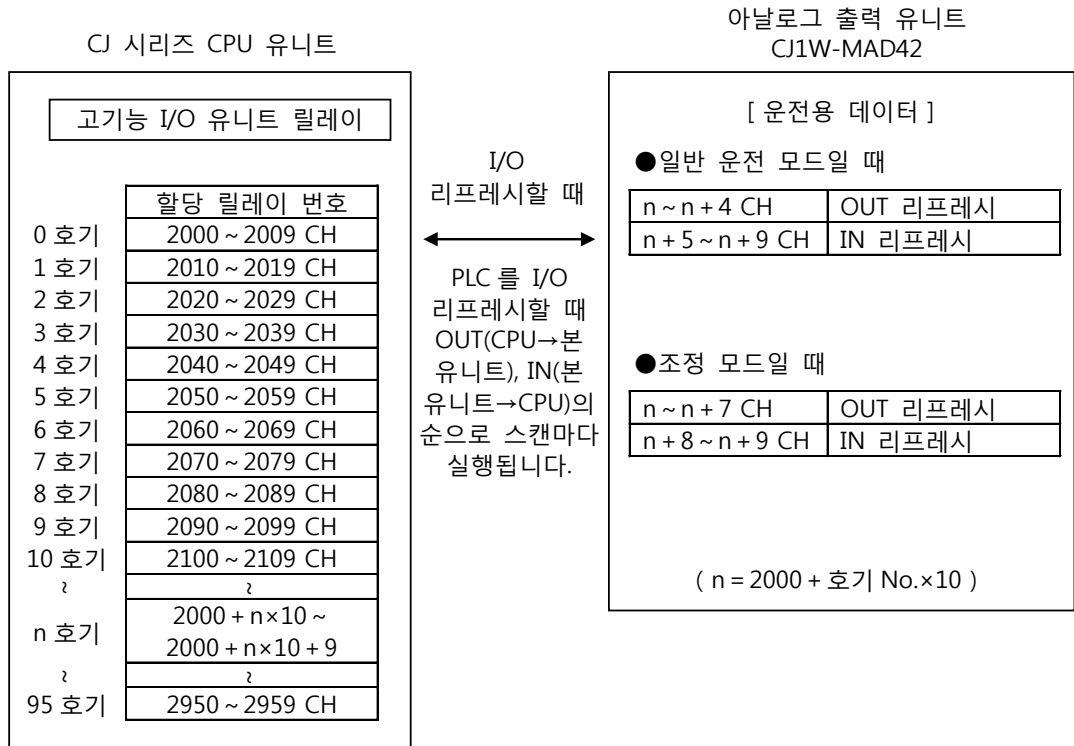 CJ 시리즈 CPU 유니트
고기능 I/O 유니트 릴레이
할당 릴레이 번호
0 호기 2000 ~ 2009 CH
1 호기 2010 ~ 2019 CH
2 호기 2020 ~ 2029 CH
3 호기 2030 ~ 2039 CH
4 호기 2040 ~ 2049 CH
5 호기 2050 ~ 2059 CH
6 호기 2060 ~ 2069 CH
7 호기 2070 ~ 2079 CH
8 호기 2080 ~ 2089 CH
9 호기 2090 ~ 2099 CH
10 호기 2100 ~ 2109 CH
~ ~
n 호기 2000 + n×10 ~
2000 + n×10 + 9
~ ~
95 호기 2950 ~ 2959 CH
I/O
리프레시할 때
PLC 를 I/O
리프레시할 때
OUT(CPU→본
유니트), IN(본
유니트→CPU)의
순으로 스캔마다
실행됩니다.
아날로그 출력 유니트
CJ1W-MAD42
[ 운전용 데이터 ]
●일반 운전 모드일 때
n ~ n + 4 CH OUT 리프레시
n + 5 ~ n + 9 CH IN 리프레시
●조정 모드일 때
n ~ n + 7 CH OUT 리프레시
n + 8 ~ n + 9 CH IN 리프레시
( n = 2000 + 호기 No.×10 )